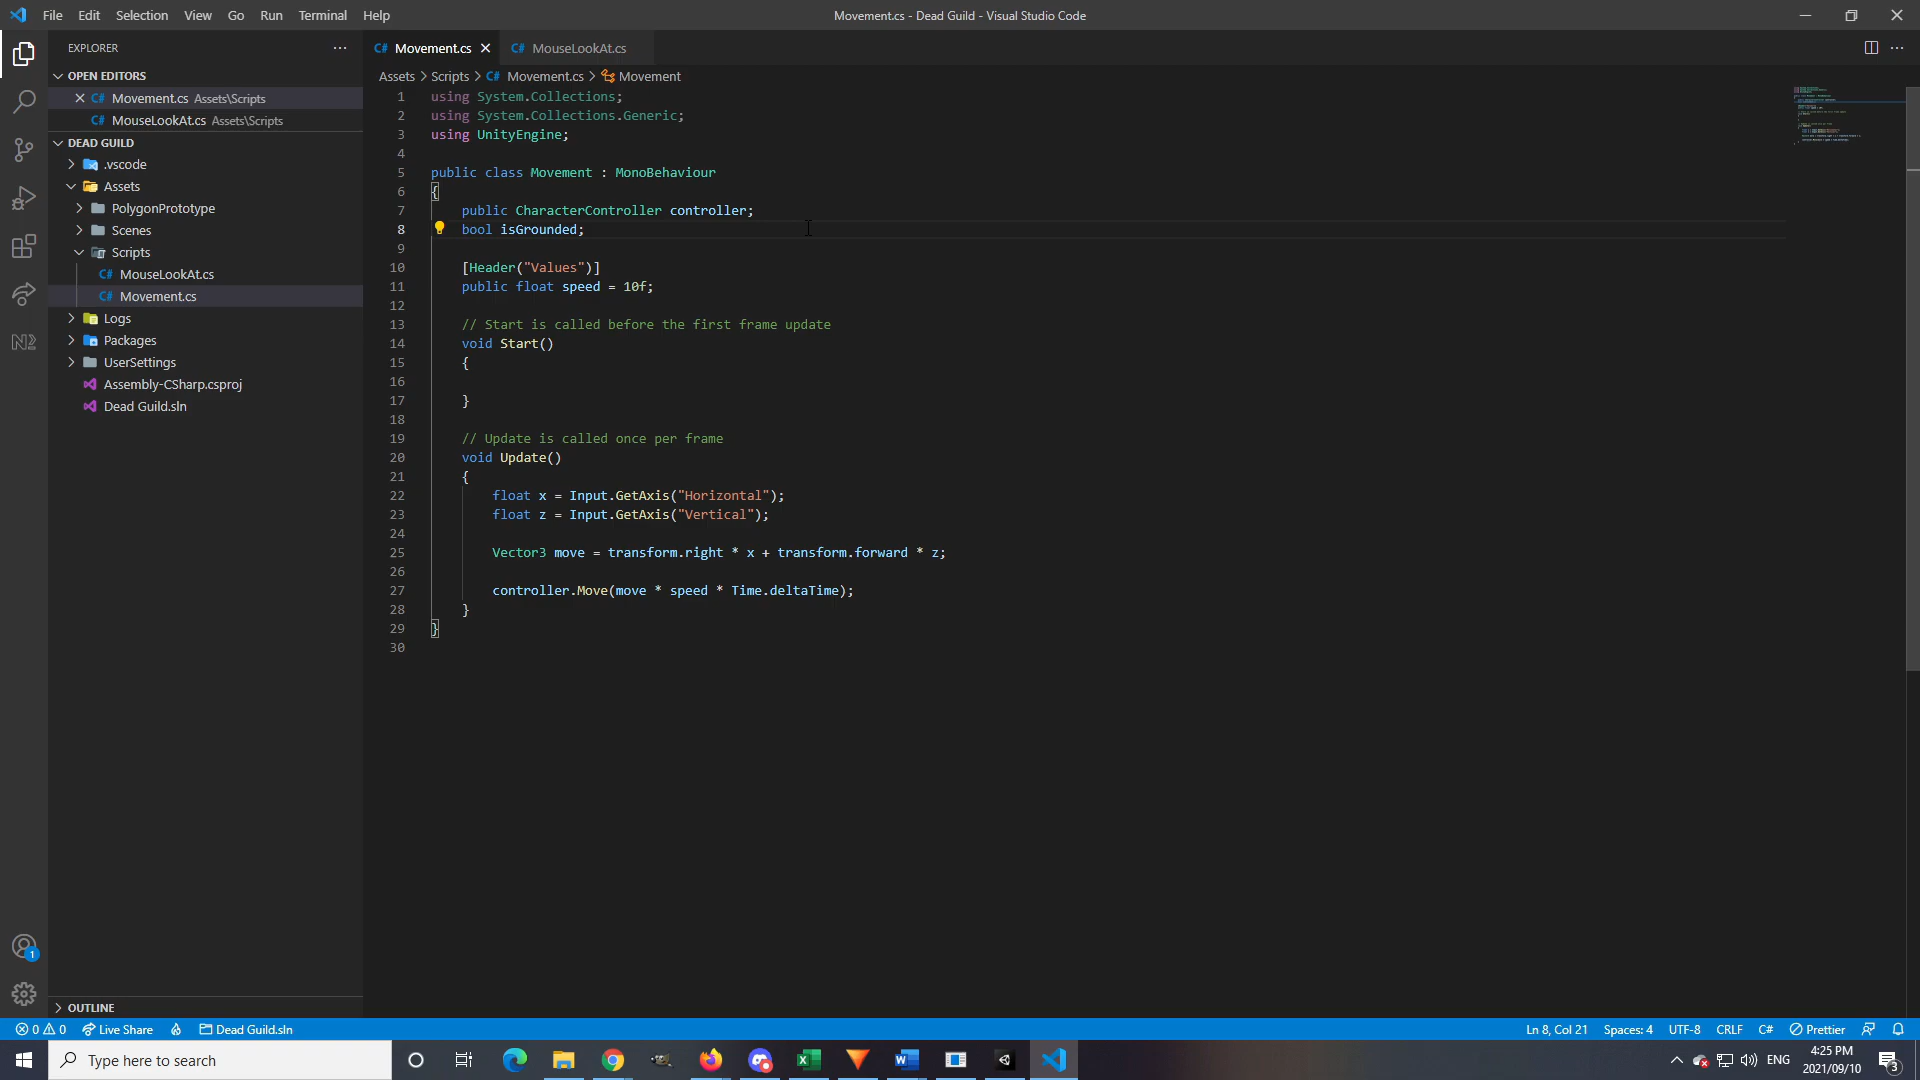 File Edit Selection View Go Run Terminal Help
Movement.cs - Dead Guild - Visual Studio Code
EXPLORER
OPEN EDITORS
Movement.cs Assets\Scripts
MouseLookAt.cs Assets\Scripts
DEAD GUILD
.vscode
Assets
PolygonPrototype
Scenes
Scripts
C# MouseLookAt.cs
C# Movement.cs
Logs
Packages
UserSettings
Assembly-CSharp.csproj
Dead Guild.sln
OUTLINE
C# Movement.cs
C# MouseLookAt.cs
Assets > Scripts > C# Movement.cs > Movement
1 using System.Collections;
2 using System.Collections.Generic;
3 using UnityEngine;
4
5 public class Movement : MonoBehaviour
6 {
7 public CharacterController controller;
8 bool isGrounded;
9
10 [Header("Values")]
11 public float speed = 10f;
12
13 // Start is called before the first frame update
14 void Start()
15 {
16
17 }
18
19 // Update is called once per frame
20 void Update()
21 {
22 float x = Input.GetAxis("Horizontal");
23 float z = Input.GetAxis("Vertical");
24
25 Vector3 move = transform.right * x + transform.forward * z;
26
27 controller.Move(move * speed * Time.deltaTime);
28 }
29 }
30
1
0 0 Live Share Dead Guild.sln
Ln 8, Col 21 Spaces: 4 UTF-8 CRLF C# Prettier
Type here to search
ENG
4:25 PM
2021/09/10
3